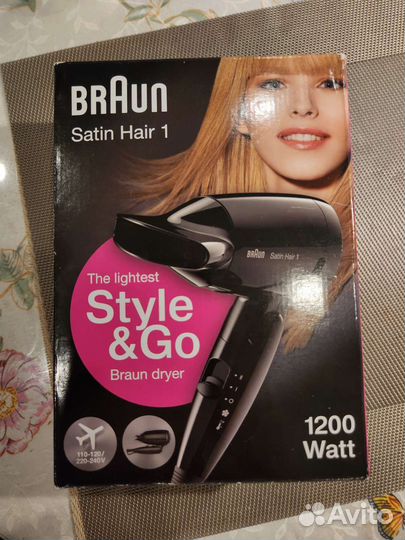 BRAUN
Satin Hair 1
BRAUN Satin Hair 1
The lightest
Style
&Go
Braun dryer
1200
Watt
110-120/
220-240V
Avito